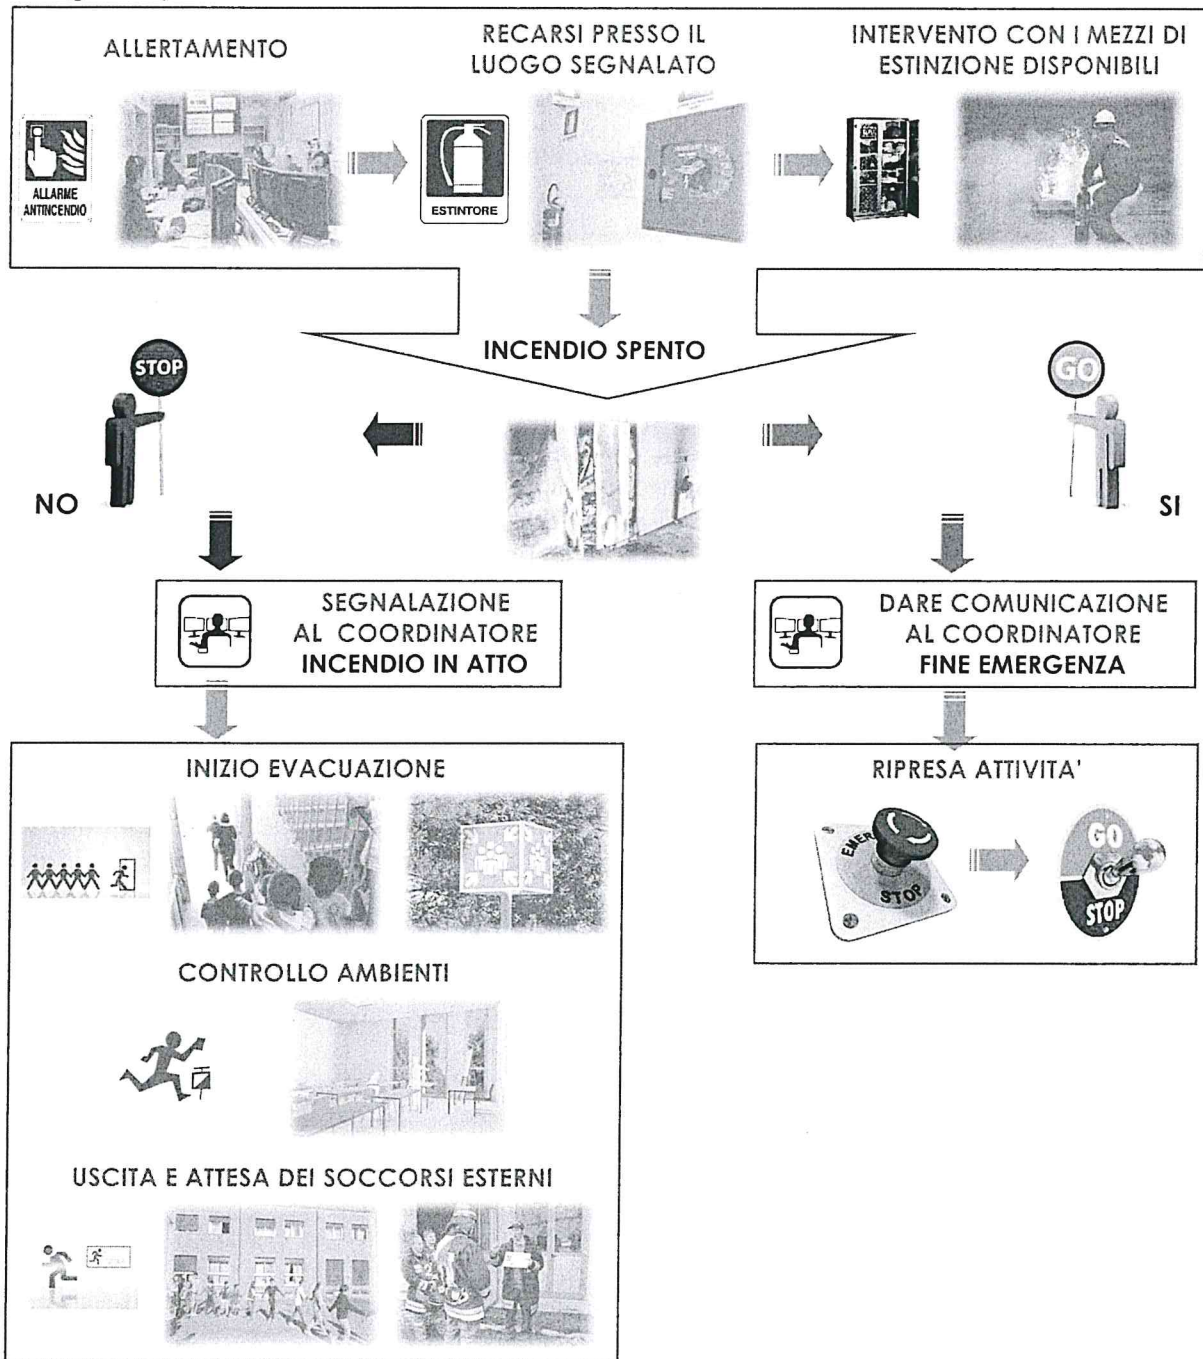 ALLERTAMENTO
RECARSI PRESSO IL
LUOGO SEGNALATO
INTERVENTO CON I MEZZI DI
ESTINZIONE DISPONIBILI
ALLARME
ANTINCENDIO
ESTINTORE
INCENDIO SPENTO
STOP
GO
NO
SI
SEGNALAZIONE
AL COORDINATORE
INCENDIO IN ATTO
DARE COMUNICAZIONE
AL COORDINATORE
FINE EMERGENZA
INIZIO EVACUAZIONE
RIPRESA ATTIVITA'
STOP
GO
STOP
CONTROLLO AMBIENTI
USCITA E ATTESA DEI SOCCORSI ESTERNI